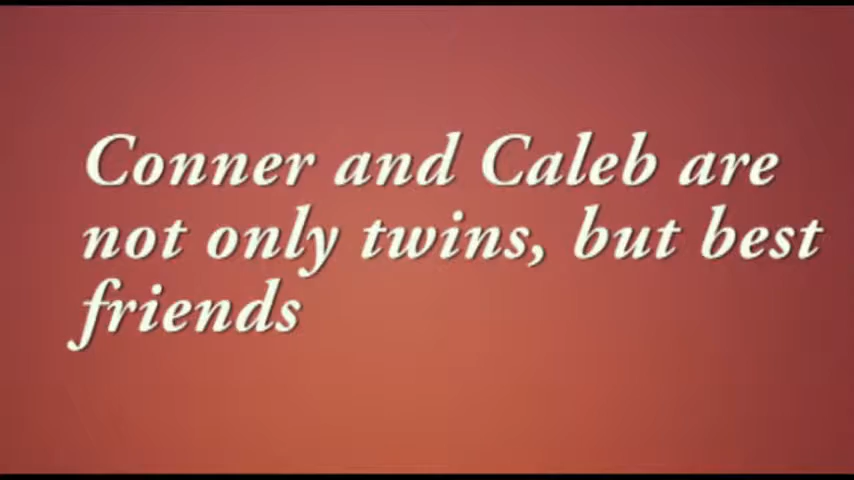 Conner and Caleb are
not only twins, but best
friends